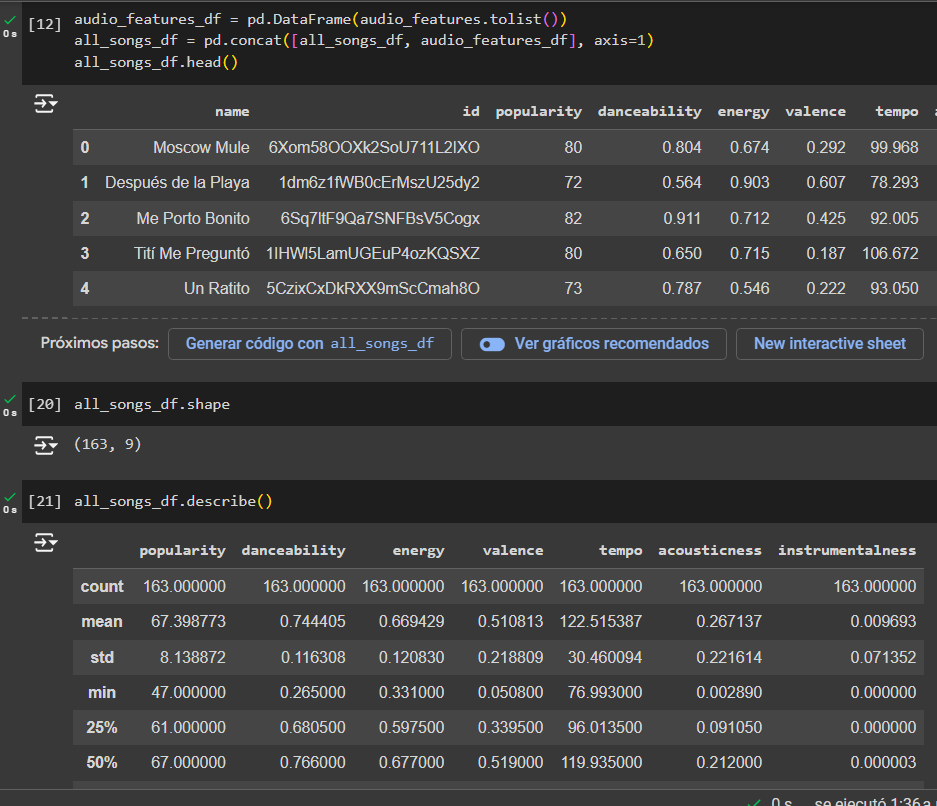 [12] audio_features_df = pd.DataFrame(audio_features.tolist())
0s
all_songs_df = pd.concat([all_songs_df, audio_features_df], axis=1)
all_songs_df.head()
name id popularity danceability energy valence tempo
0 Moscow Mule 6Xom58OOXk2SoU711L2IXO 80 0.804 0.674 0.292 99.968
1 Después de la Playa 1dm6z1fWB0cErMszU25dy2 72 0.564 0.903 0.607 78.293
2 Me Porto Bonito 6Sq7ltF9Qa7SNFBsV5Cogx 82 0.911 0.712 0.425 92.005
3 Tití Me Preguntó 1IHWl5LamUGEuP4ozKQSXZ 80 0.650 0.715 0.187 106.672
4 Un Ratito 5CzixCxDkRXX9mScCmah8O 73 0.787 0.546 0.222 93.050
Próximos pasos: Generar código con all_songs_df Ver gráficos recomendados New interactive sheet
[20] all_songs_df.shape
0s
(163, 9)
[21] all_songs_df.describe()
0s
popularity danceability energy valence tempo acousticness instrumentalness
count 163.000000 163.000000 163.000000 163.000000 163.000000 163.000000 163.000000
mean 67.398773 0.744405 0.669429 0.510813 122.515387 0.267137 0.009693
std 8.138872 0.116308 0.120830 0.218809 30.460094 0.221614 0.071352
min 47.000000 0.265000 0.331000 0.050800 76.993000 0.002890 0.000000
25% 61.000000 0.680500 0.597500 0.339500 96.013500 0.091050 0.000000
50% 67.000000 0.766000 0.677000 0.519000 119.935000 0.212000 0.000003
0 s se ejecutó 1:36